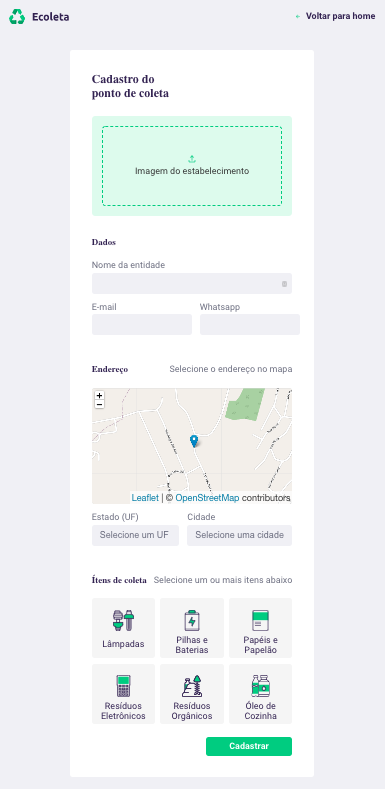 Ecoleta
Voltar para home
Cadastro do
ponto de coleta
Imagem do estabelecimento
Dados
Nome da entidade
E-mail
Whatsapp
Endereço
Selecione o endereço no mapa
+
−
Leaflet | © OpenStreetMap contributors
Estado (UF)
Cidade
Selecione um UF
Selecione uma cidade
Ítens de coleta
Selecione um ou mais itens abaixo
Lâmpadas
Pilhas e
Baterias
Papéis e
Papelão
Resíduos
Eletrônicos
Resíduos
Orgânicos
Óleo de
Cozinha
Cadastrar